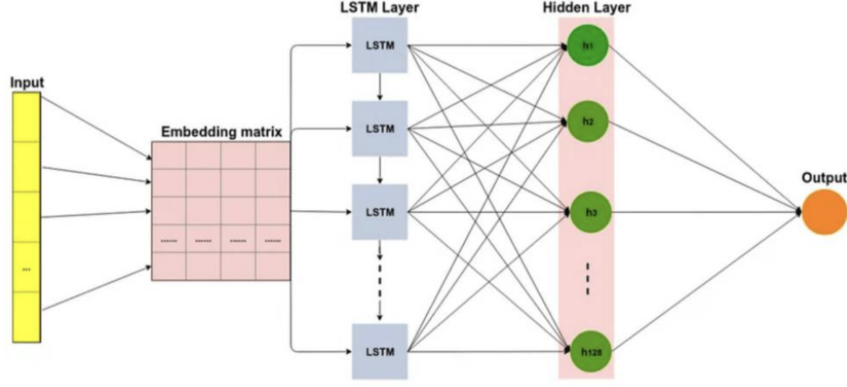 LSTM Layer
Hidden Layer
Input
Embedding matrix
Output
LSTM
LSTM
LSTM
LSTM
h1
h2
h3
h128
...
...... ...... ...... ......